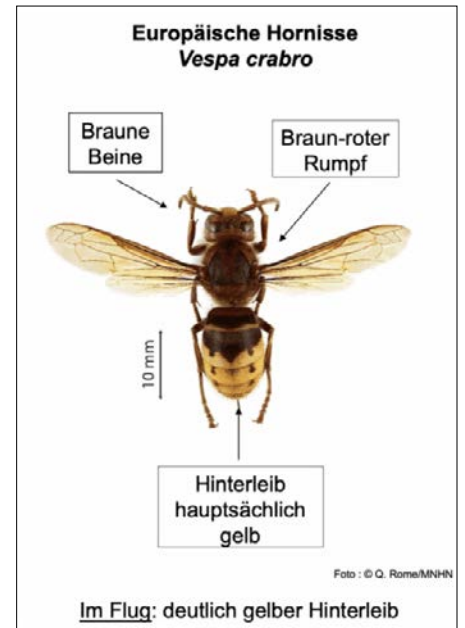 Europäische Hornisse
Vespa crabro
Braune
Beine
Braun-roter
Rumpf
10 mm
Hinterleib
hauptsächlich
gelb
Foto : © Q. Rome/MNHN
Im Flug: deutlich gelber Hinterleib